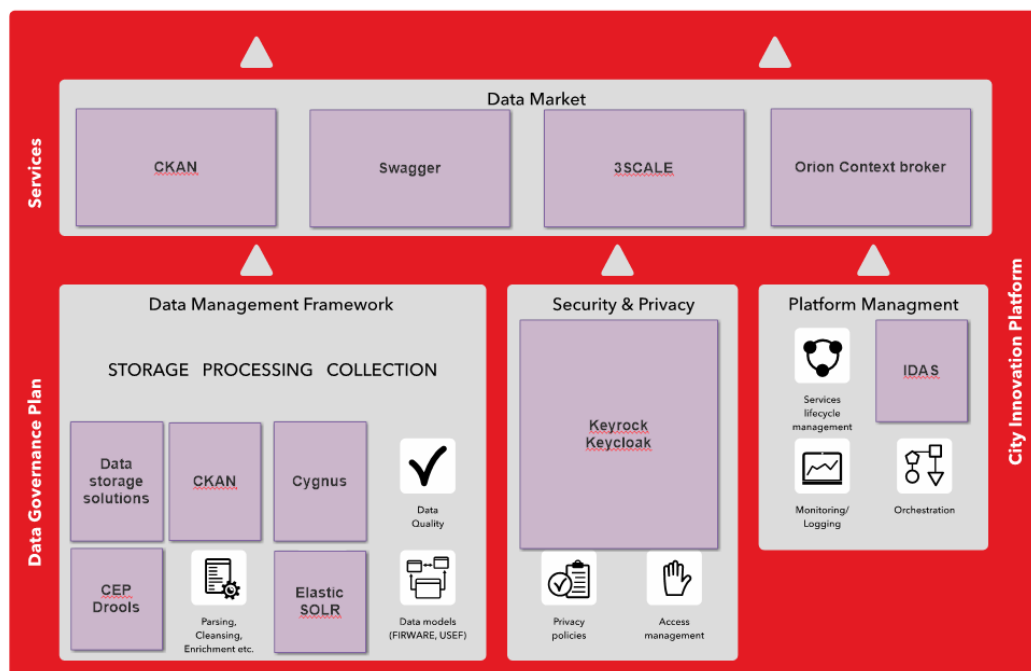 Data Market
CKAN
Swagger
3SCALE
Orion Context broker
Services
Data Management Framework
STORAGE PROCESSING COLLECTION
Data
storage
solutions
CKAN
Cygnus
Data
Quality
CEP
Drools
Parsing,
Cleansing,
Enrichment etc.
Elastic
SOLR
Data models
(FIRWARE, USEF)
Data Governance Plan
Security & Privacy
Keyrock
Keycloak
Privacy
policies
Access
management
Platform Managment
Services
lifecycle
management
IDAS
Monitoring/
Logging
Orchestration
City Innovation Platform